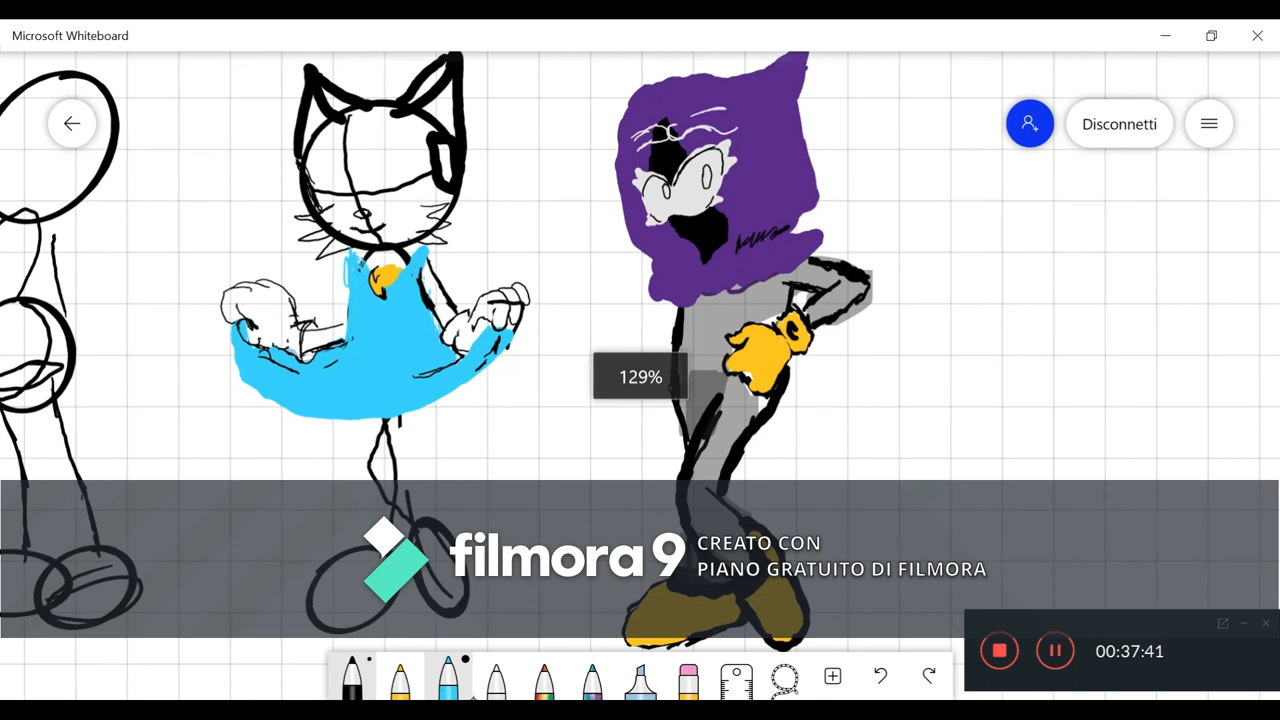 Microsoft Whiteboard
Disconnetti
129%
filmora9 CREATO CON
PIANO GRATUITO DI FILMORA
00:37:41